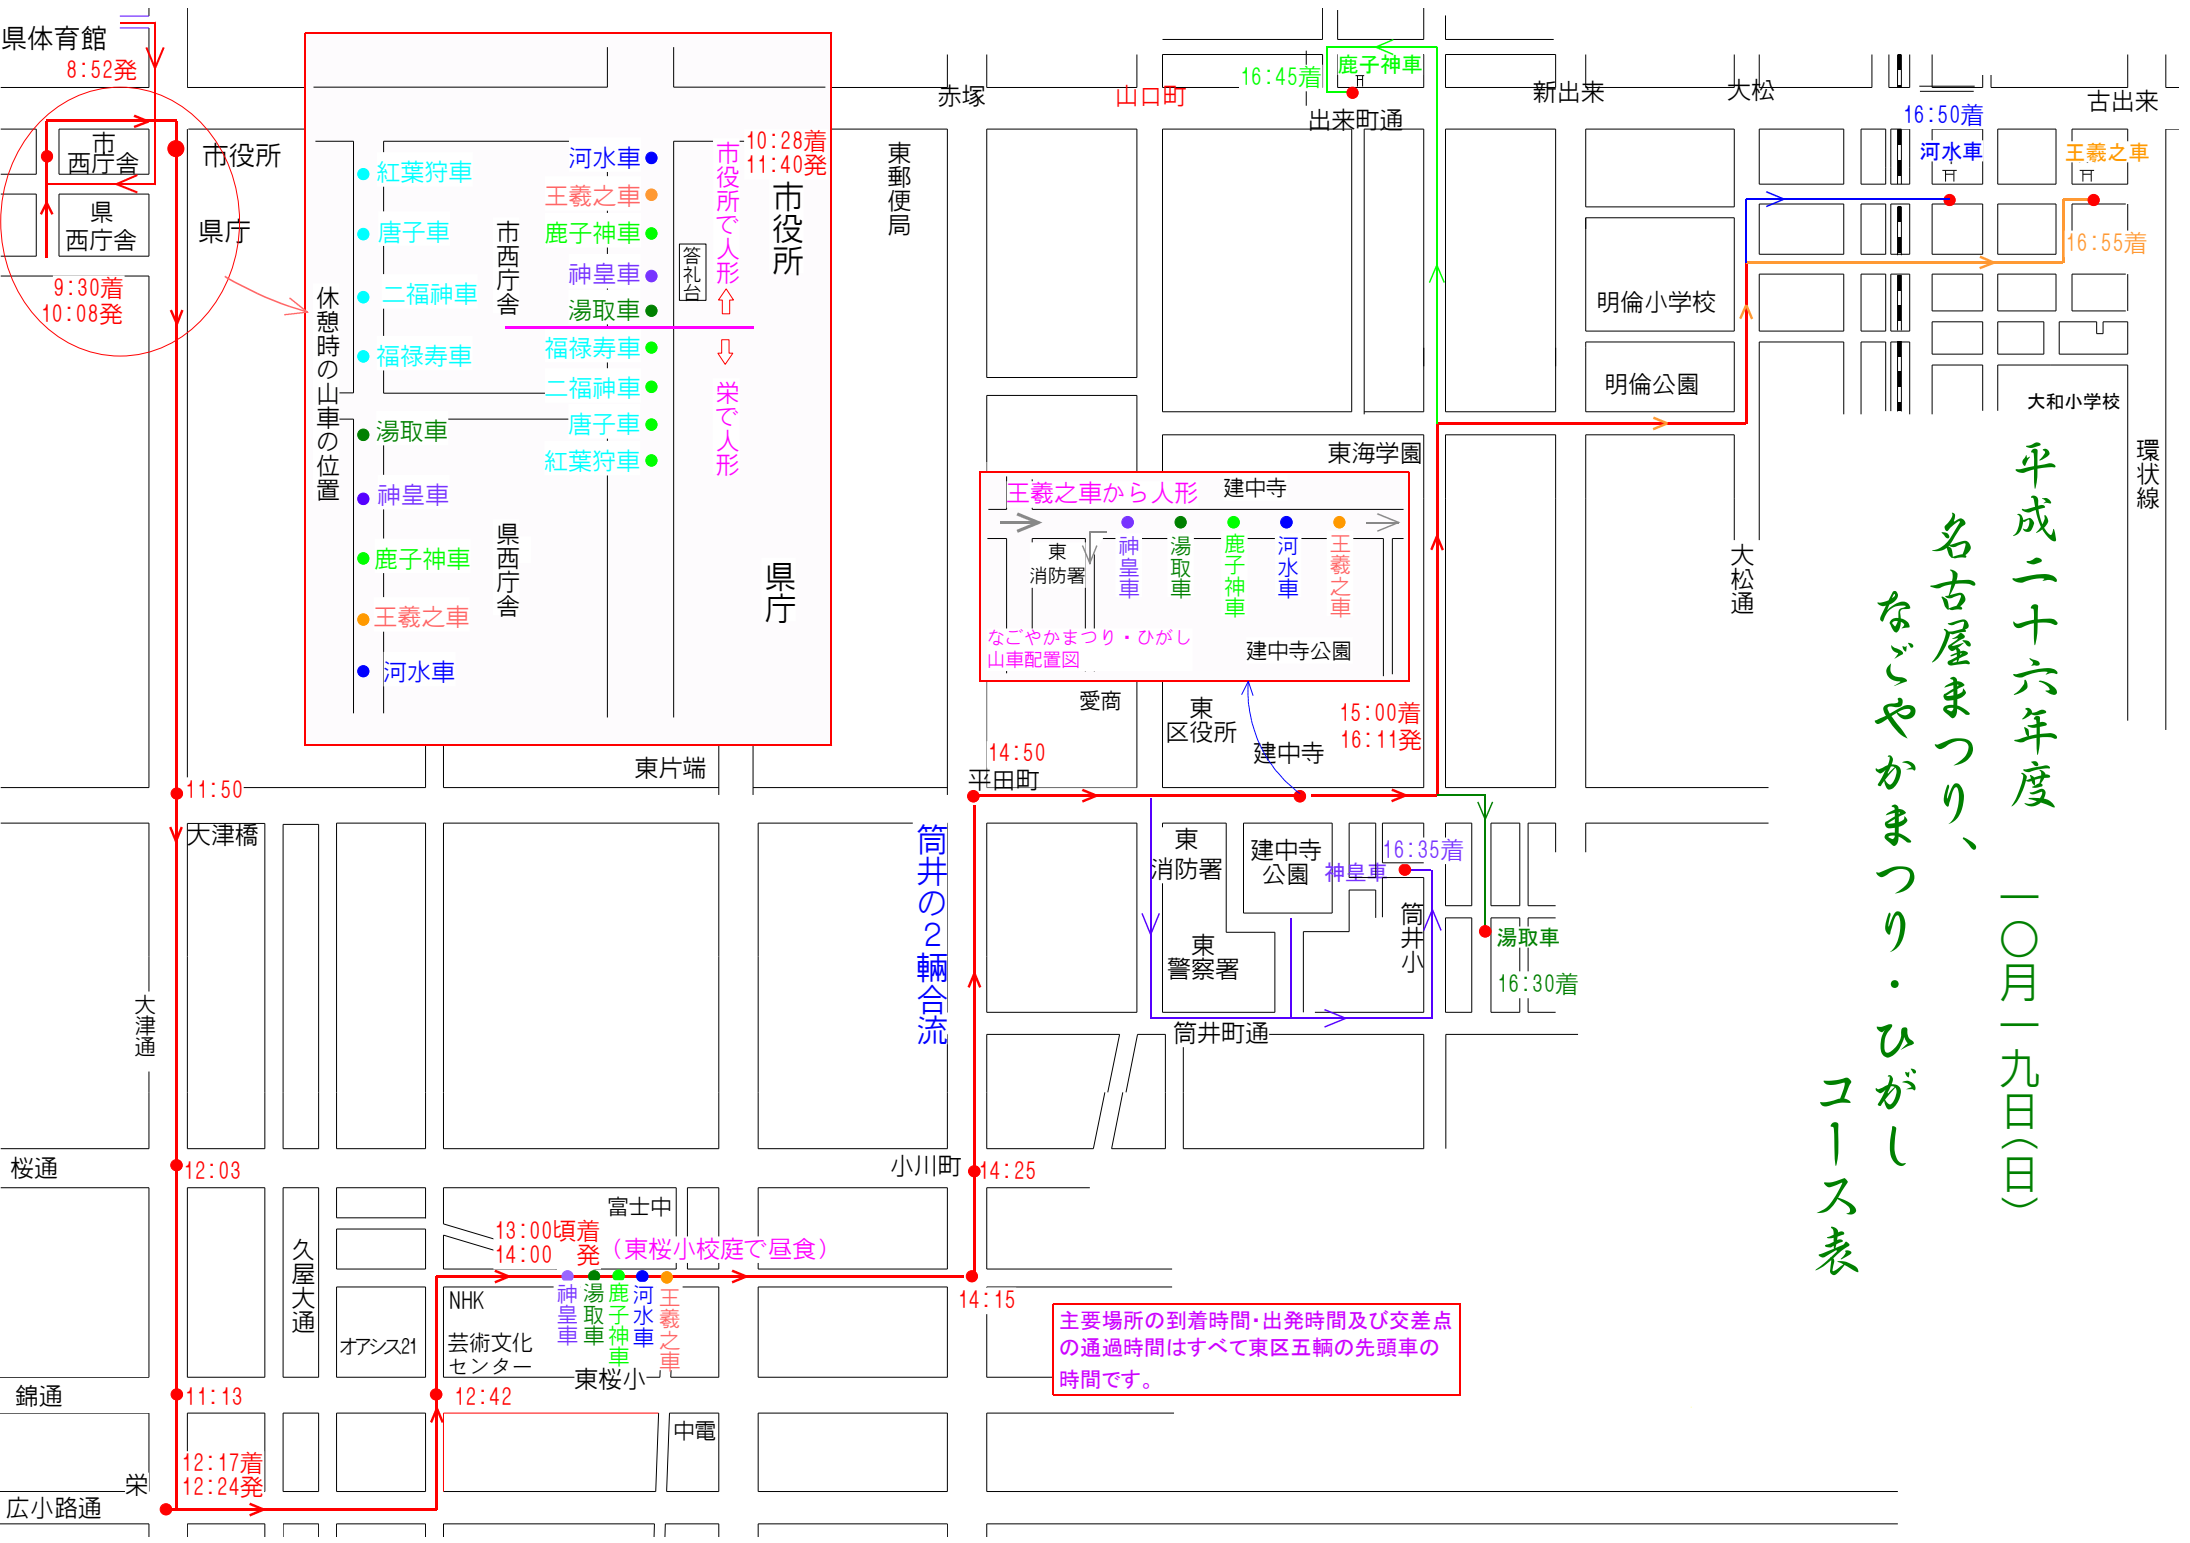 平成二十六年度　一〇月一九日(日)
名古屋まつり、
なごやかまつり・ひがし
コース表
県体育館
8:52発
市
西庁舎
県
西庁舎
市役所
県庁
9:30着
10:08発
休憩時の山車の位置
紅葉狩車
唐子車
二福神車
福禄寿車
湯取車
神皇車
鹿子神車
王羲之車
河水車
市西庁舎
県西庁舎
河水車
王羲之車
鹿子神車
神皇車
湯取車
福禄寿車
二福神車
唐子車
紅葉狩車
答礼台
市役所で人形
栄で人形
10:28着
11:40発
市役所
県庁
東郵便局
赤塚
山口町
16:45着
鹿子神車
出来町通
新出来
大松
古出来
16:50着
河水車
王羲之車
16:55着
明倫小学校
明倫公園
大和小学校
環状線
大松通
東海学園
王羲之車から人形
建中寺
東
消防署
神皇車
湯取車
鹿子神車
河水車
王羲之車
なごやかまつり・ひがし
山車配置図
建中寺公園
愛商
東
区役所
建中寺
15:00着
16:11発
14:50
平田町
東片端
11:50
大津橋
筒井の2輛合流
東
消防署
建中寺
公園
16:35着
神皇車
筒井小
東
警察署
湯取車
16:30着
筒井町通
大津通
桜通
12:03
小川町
14:25
富士中
13:00頃着
14:00　発
（東桜小校庭で昼食）
久屋大通
NHK
神皇車
湯取車
鹿子神車
河水車
王羲之車
14:15
オアシス21
芸術文化
センター
東桜小
錦通
11:13
12:42
中電
12:17着
12:24発
栄
広小路通
主要場所の到着時間・出発時間及び交差点
の通過時間はすべて東区五輌の先頭車の
時間です。